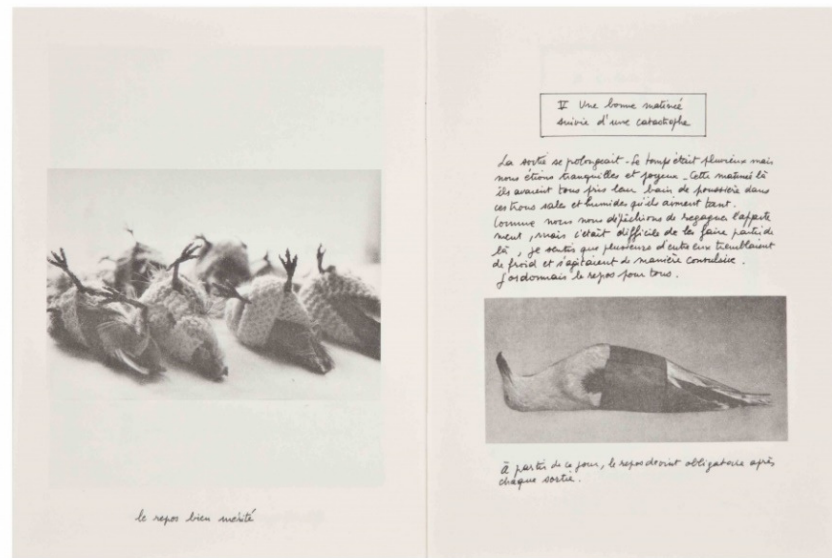 le repos bien mérité
V Une bonne matinée
suivie d'une catastrophe
La sortie se prolongeait. Le temps était pluvieux mais
nous étions tranquilles et joyeux. Cette matinée là
ils avaient tous pris leur bain de poussière dans
ces trous sales et humides qu'ils aiment tant.
Comme nous nous dépêchions de regagner l'apparte
ment, mais c'était difficile de les faire partir de
là, je sentis que plusieurs d'entre eux tremblaient
de froid et s'agitaient de manière convulsive.
J'ordonnais le repos pour tous.
À partir de ce jour, le repos devint obligatoire après
chaque sortie.